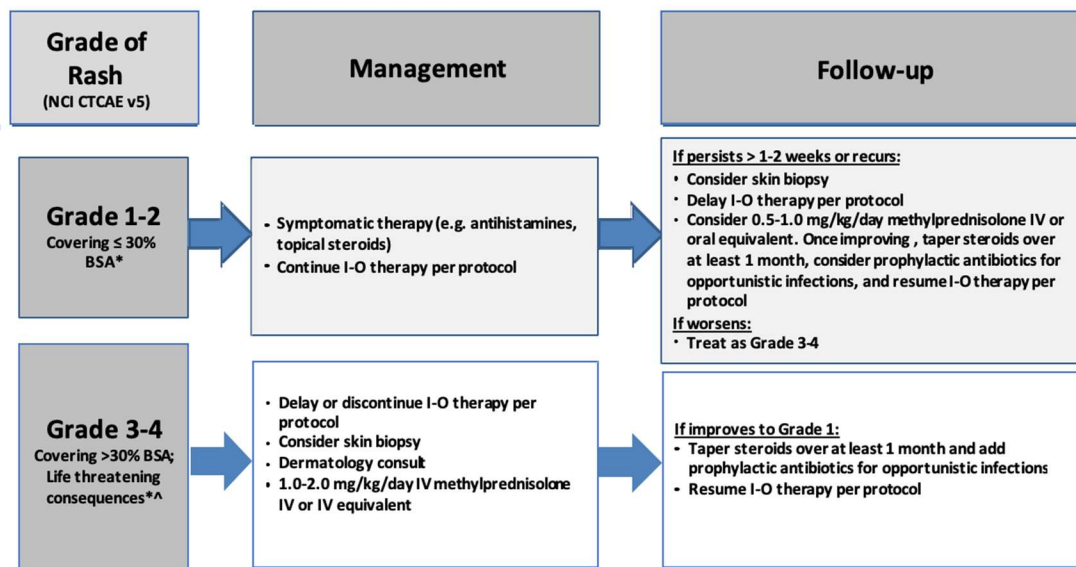 Grade of
Rash
(NCI CTCAE v5)
Management
Follow-up
Grade 1-2
Covering ≤ 30%
BSA*
• Symptomatic therapy (e.g. antihistamines,
topical steroids)
• Continue I-O therapy per protocol
If persists > 1-2 weeks or recurs:
• Consider skin biopsy
• Delay I-O therapy per protocol
• Consider 0.5-1.0 mg/kg/day methylprednisolone IV or
oral equivalent. Once improving , taper steroids over
at least 1 month, consider prophylactic antibiotics for
opportunistic infections, and resume I-O therapy per
protocol
If worsens:
• Treat as Grade 3-4
Grade 3-4
Covering >30% BSA;
Life threatening
consequences*^
• Delay or discontinue I-O therapy per
protocol
• Consider skin biopsy
• Dermatology consult
• 1.0-2.0 mg/kg/day IV methylprednisolone
IV or IV equivalent
If improves to Grade 1:
• Taper steroids over at least 1 month and add
prophylactic antibiotics for opportunistic infections
• Resume I-O therapy per protocol